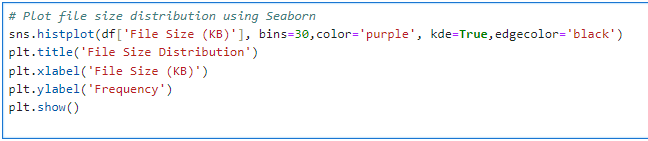 # Plot file size distribution using Seaborn
sns.histplot(df['File Size (KB)'], bins=30,color='purple', kde=True,edgecolor='black')
plt.title('File Size Distribution')
plt.xlabel('File Size (KB)')
plt.ylabel('Frequency')
plt.show()